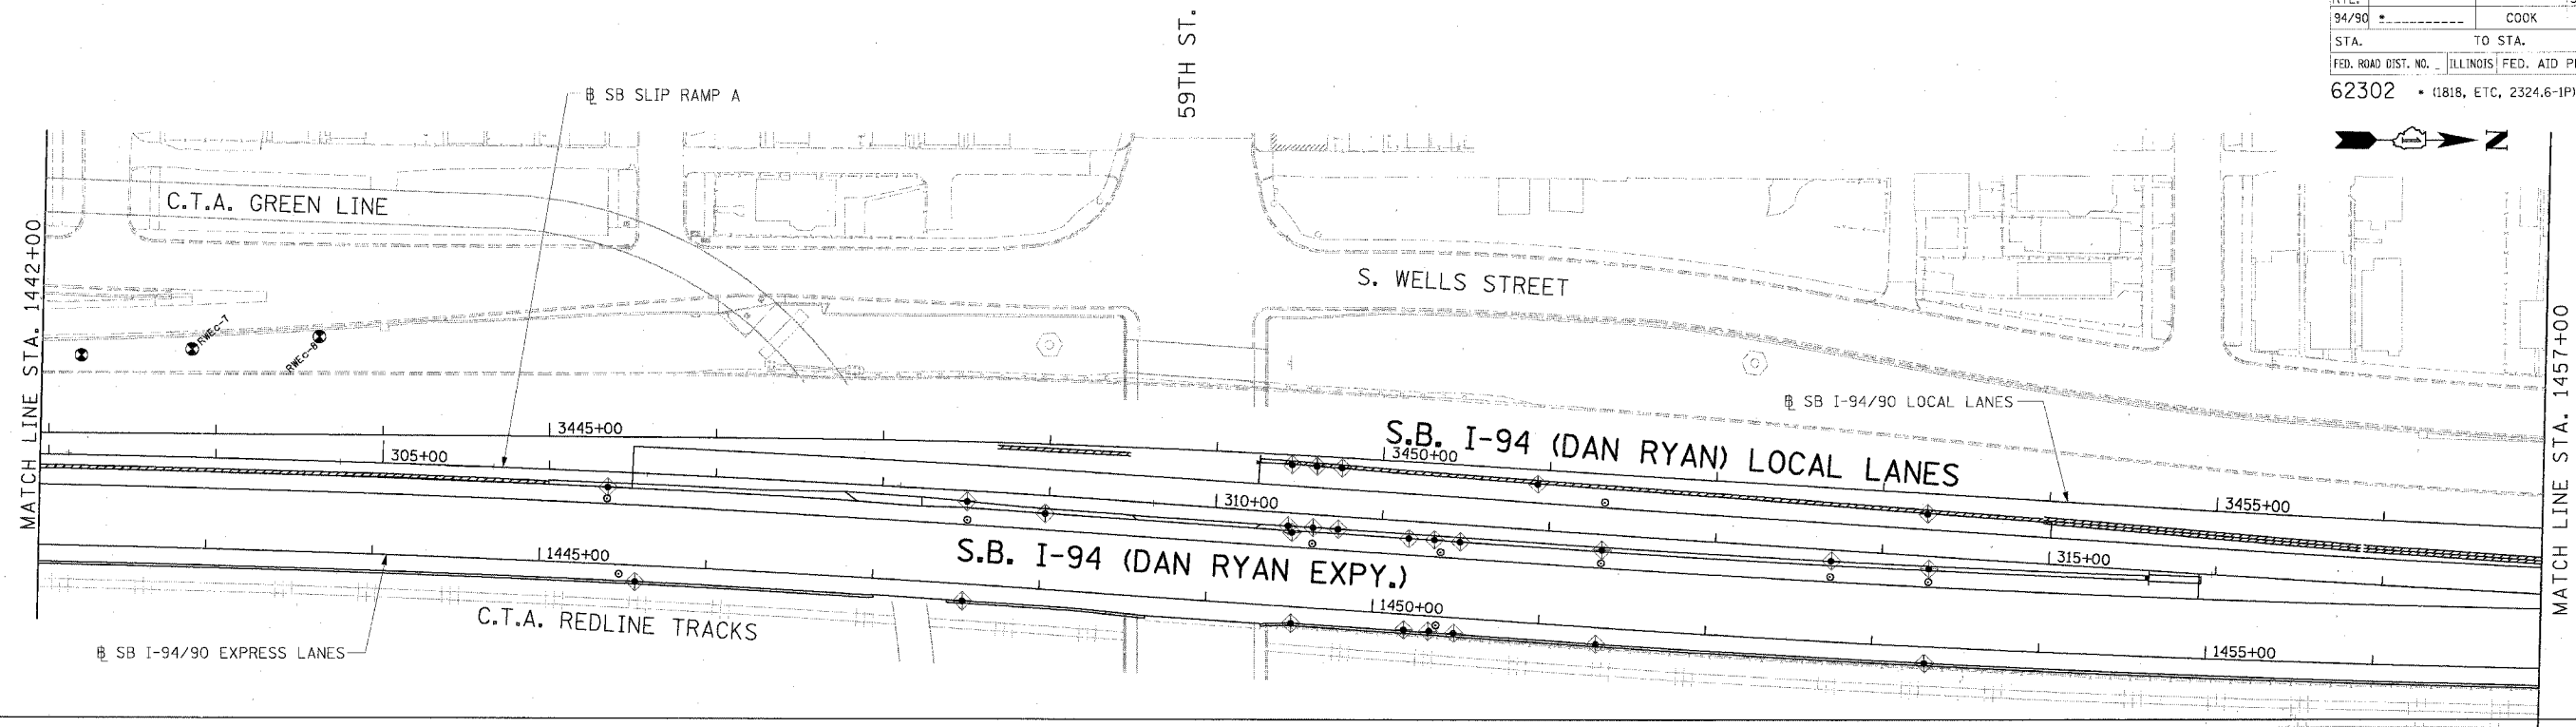 94/90 * COOK
STA. TO STA.
FED. ROAD DIST. NO. _ ILLINOIS FED. AID
62302 * (1818, ETC, 2324.6-1P)
N
59TH ST.
℄ SB SLIP RAMP A
C.T.A. GREEN LINE
S. WELLS STREET
MATCH LINE STA. 1442+00
RWEC-7
RWEC-8
℄ SB I-94/90 LOCAL LANES
3445+00
S.B. I-94 (DAN RYAN) LOCAL LANES
3450+00
305+00
310+00
3455+00
315+00
1445+00
S.B. I-94 (DAN RYAN EXPY.)
1450+00
C.T.A. REDLINE TRACKS
1455+00
℄ SB I-94/90 EXPRESS LANES
MATCH LINE STA. 1457+00